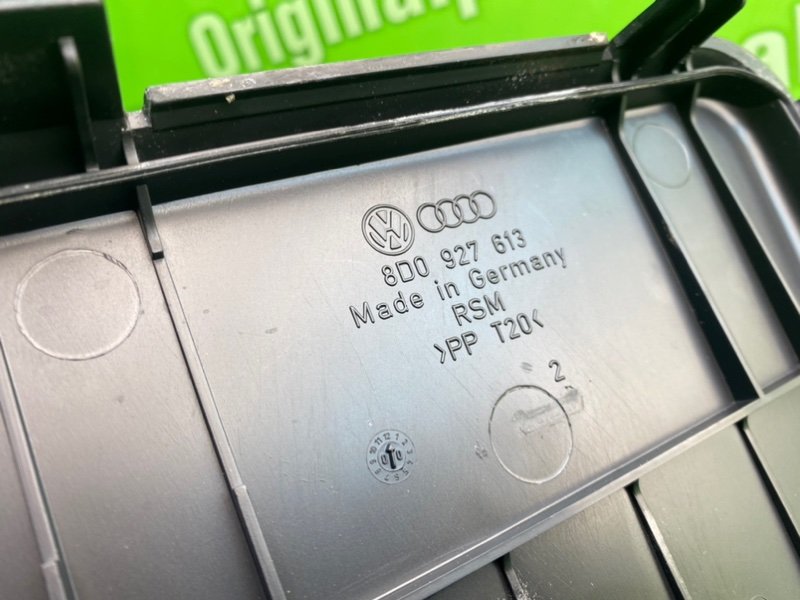 Original
8D0 927 613
Made in Germany
RSM
>PP T20<
2